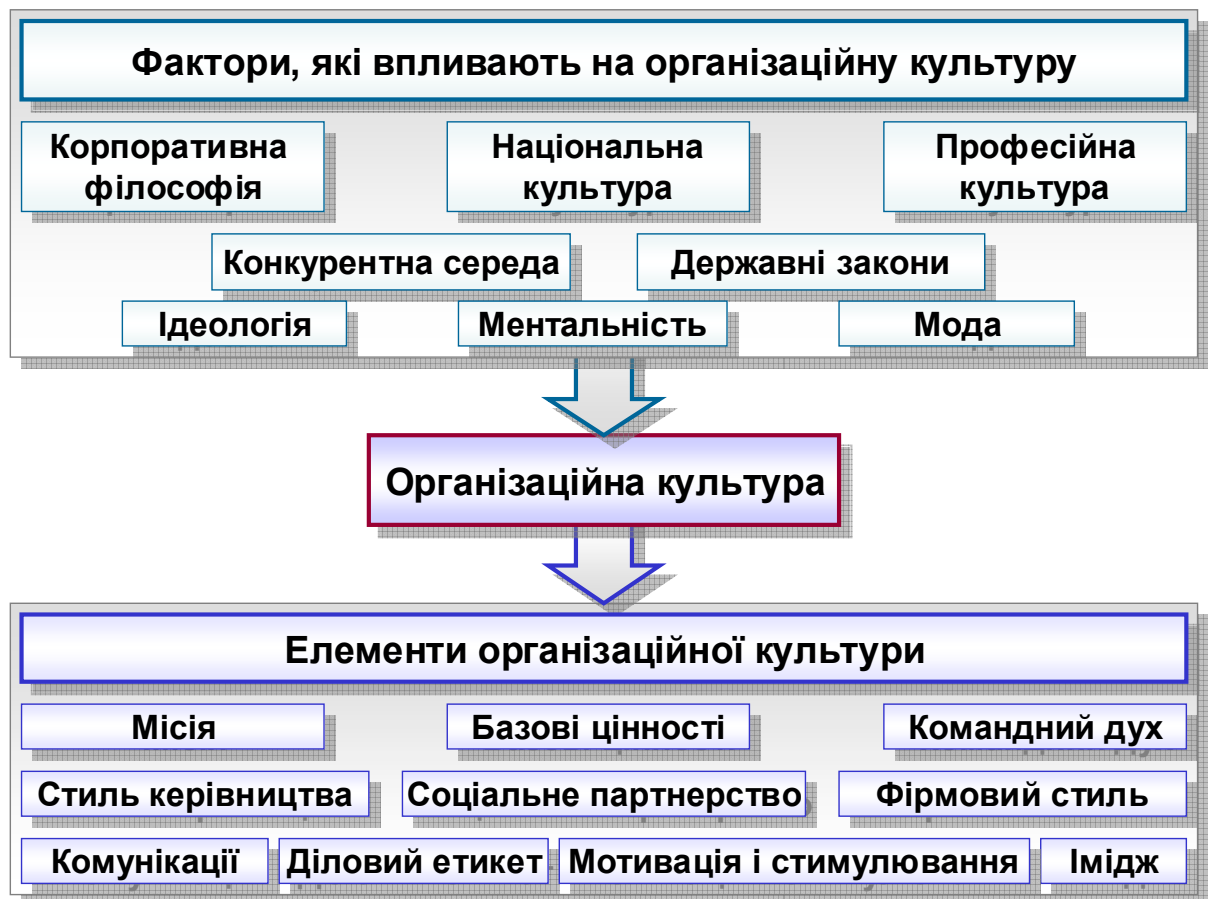 Фактори, які впливають на організаційну культуру
Корпоративна
філософія
Національна
культура
Професійна
культура
Конкурентна середа
Державні закони
Ідеологія
Ментальність
Мода
Організаційна культура
Елементи організаційної культури
Місія
Базові цінності
Командний дух
Стиль керівництва
Соціальне партнерство
Фірмовий стиль
Комунікації
Діловий етикет
Мотивація і стимулювання
Імідж